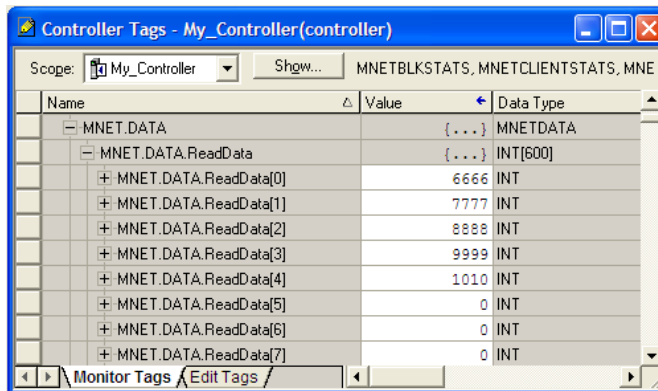 Controller Tags - My_Controller(controller)
Scope: My_Controller Show... MNETBLKSTATS, MNETCLIENTSTATS, MNE
Name Value Data Type
MNET.DATA {...} MNETDATA
MNET.DATA.ReadData {...} INT[600]
MNET.DATA.ReadData[0] 6666 INT
MNET.DATA.ReadData[1] 7777 INT
MNET.DATA.ReadData[2] 8888 INT
MNET.DATA.ReadData[3] 9999 INT
MNET.DATA.ReadData[4] 1010 INT
MNET.DATA.ReadData[5] 0 INT
MNET.DATA.ReadData[6] 0 INT
MNET.DATA.ReadData[7] 0 INT
Monitor Tags Edit Tags